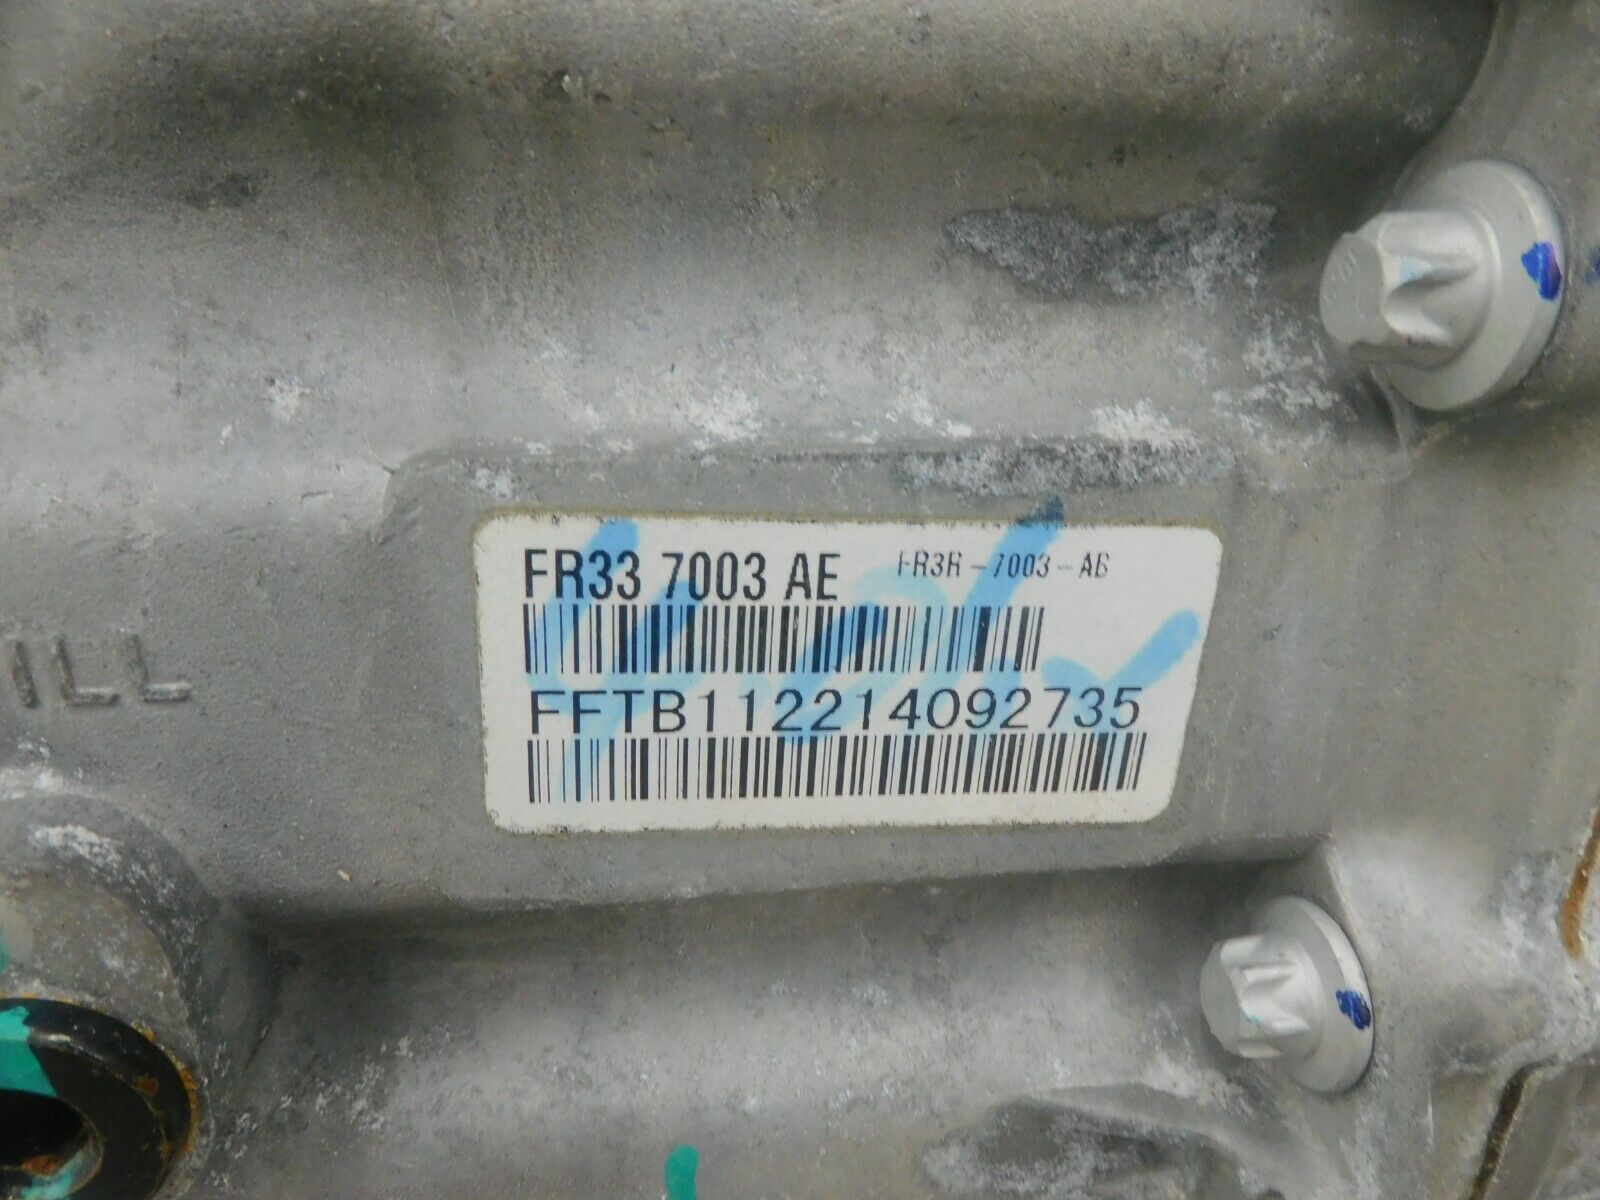 FR33 7003 AE FR3R-7003-AB
ILL
FFTB112214092735